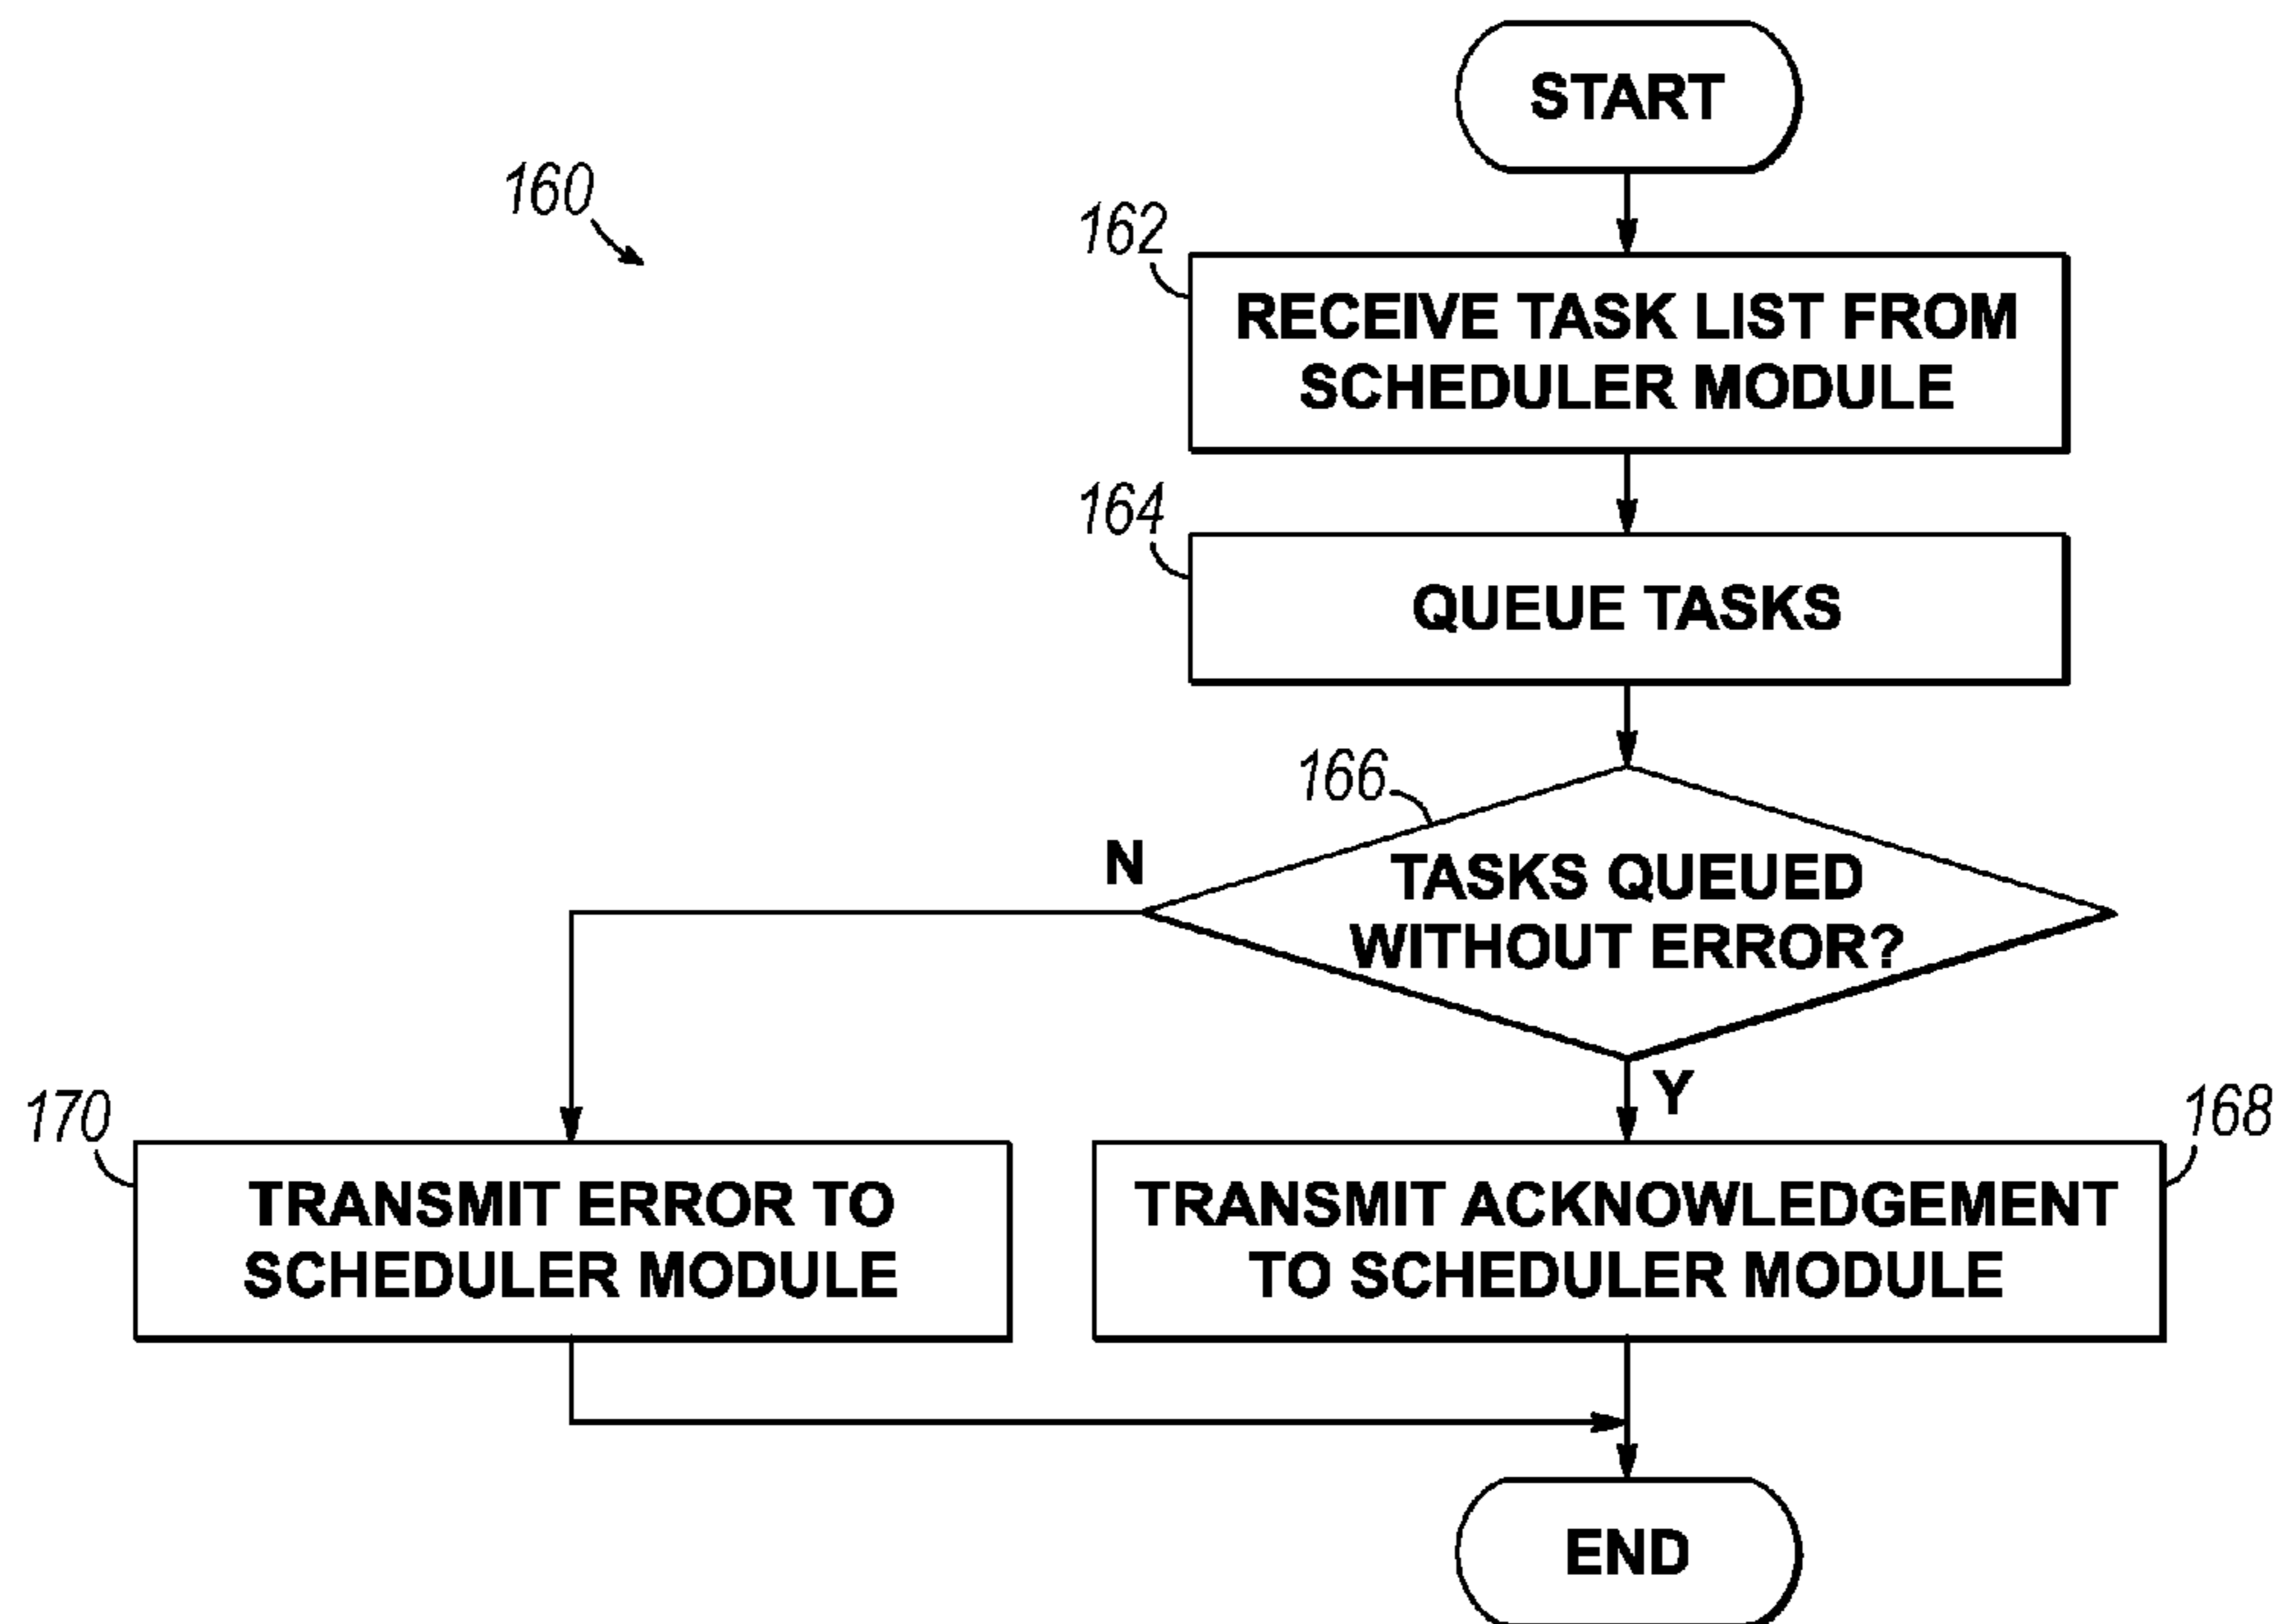 START
160
162
RECEIVE TASK LIST FROM
SCHEDULER MODULE
164
QUEUE TASKS
166
N
TASKS QUEUED
WITHOUT ERROR?
Y
170
TRANSMIT ERROR TO
SCHEDULER MODULE
168
TRANSMIT ACKNOWLEDGEMENT
TO SCHEDULER MODULE
END